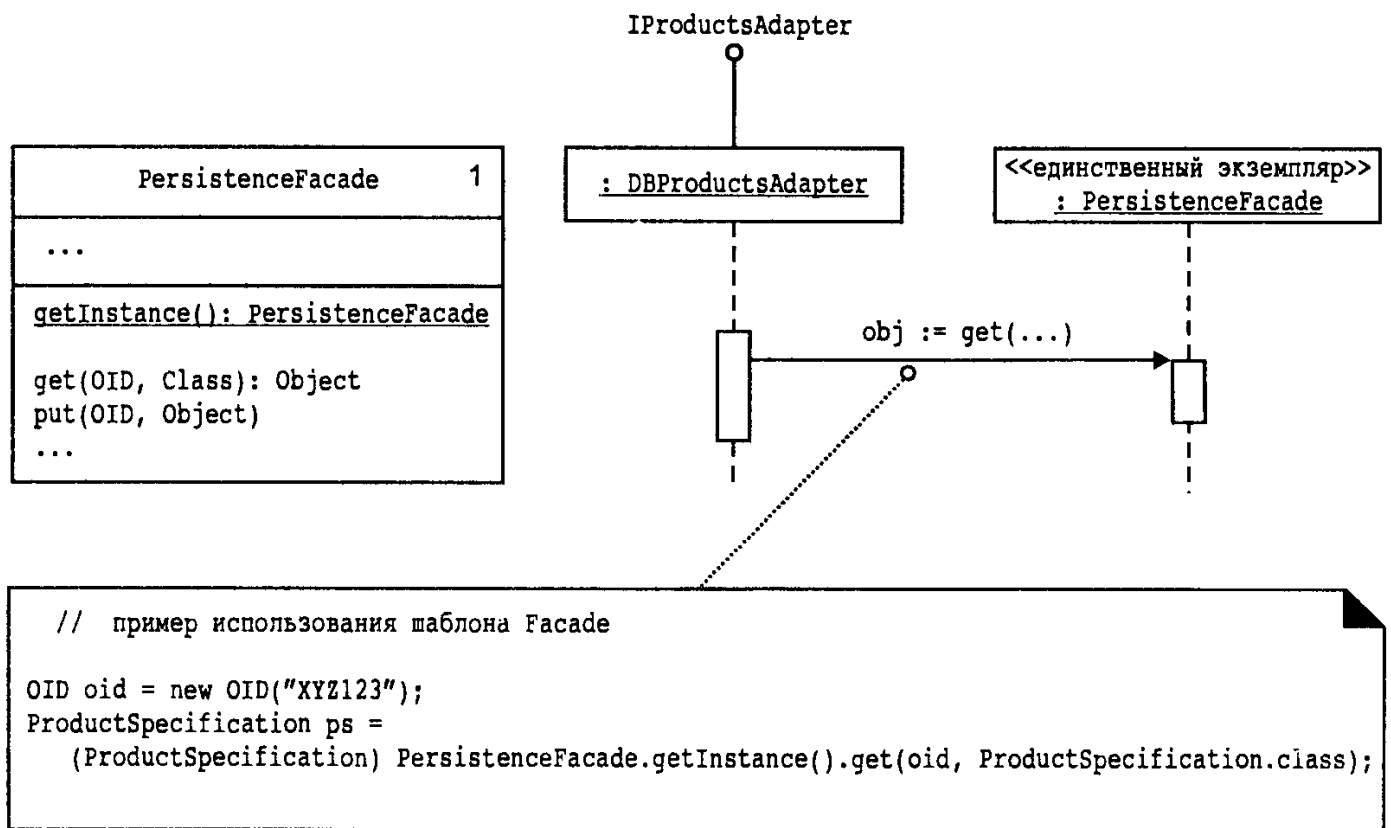 IProductsAdapter
PersistenceFacade 1
...
getInstance(): PersistenceFacade
get(OID, Class): Object
put(OID, Object)
...
: DBProductsAdapter
<<единственный экземпляр>>
: PersistenceFacade
obj := get(...)
// пример использования шаблона Facade
OID oid = new OID("XYZ123");
ProductSpecification ps =
(ProductSpecification) PersistenceFacade.getInstance().get(oid, ProductSpecification.class);